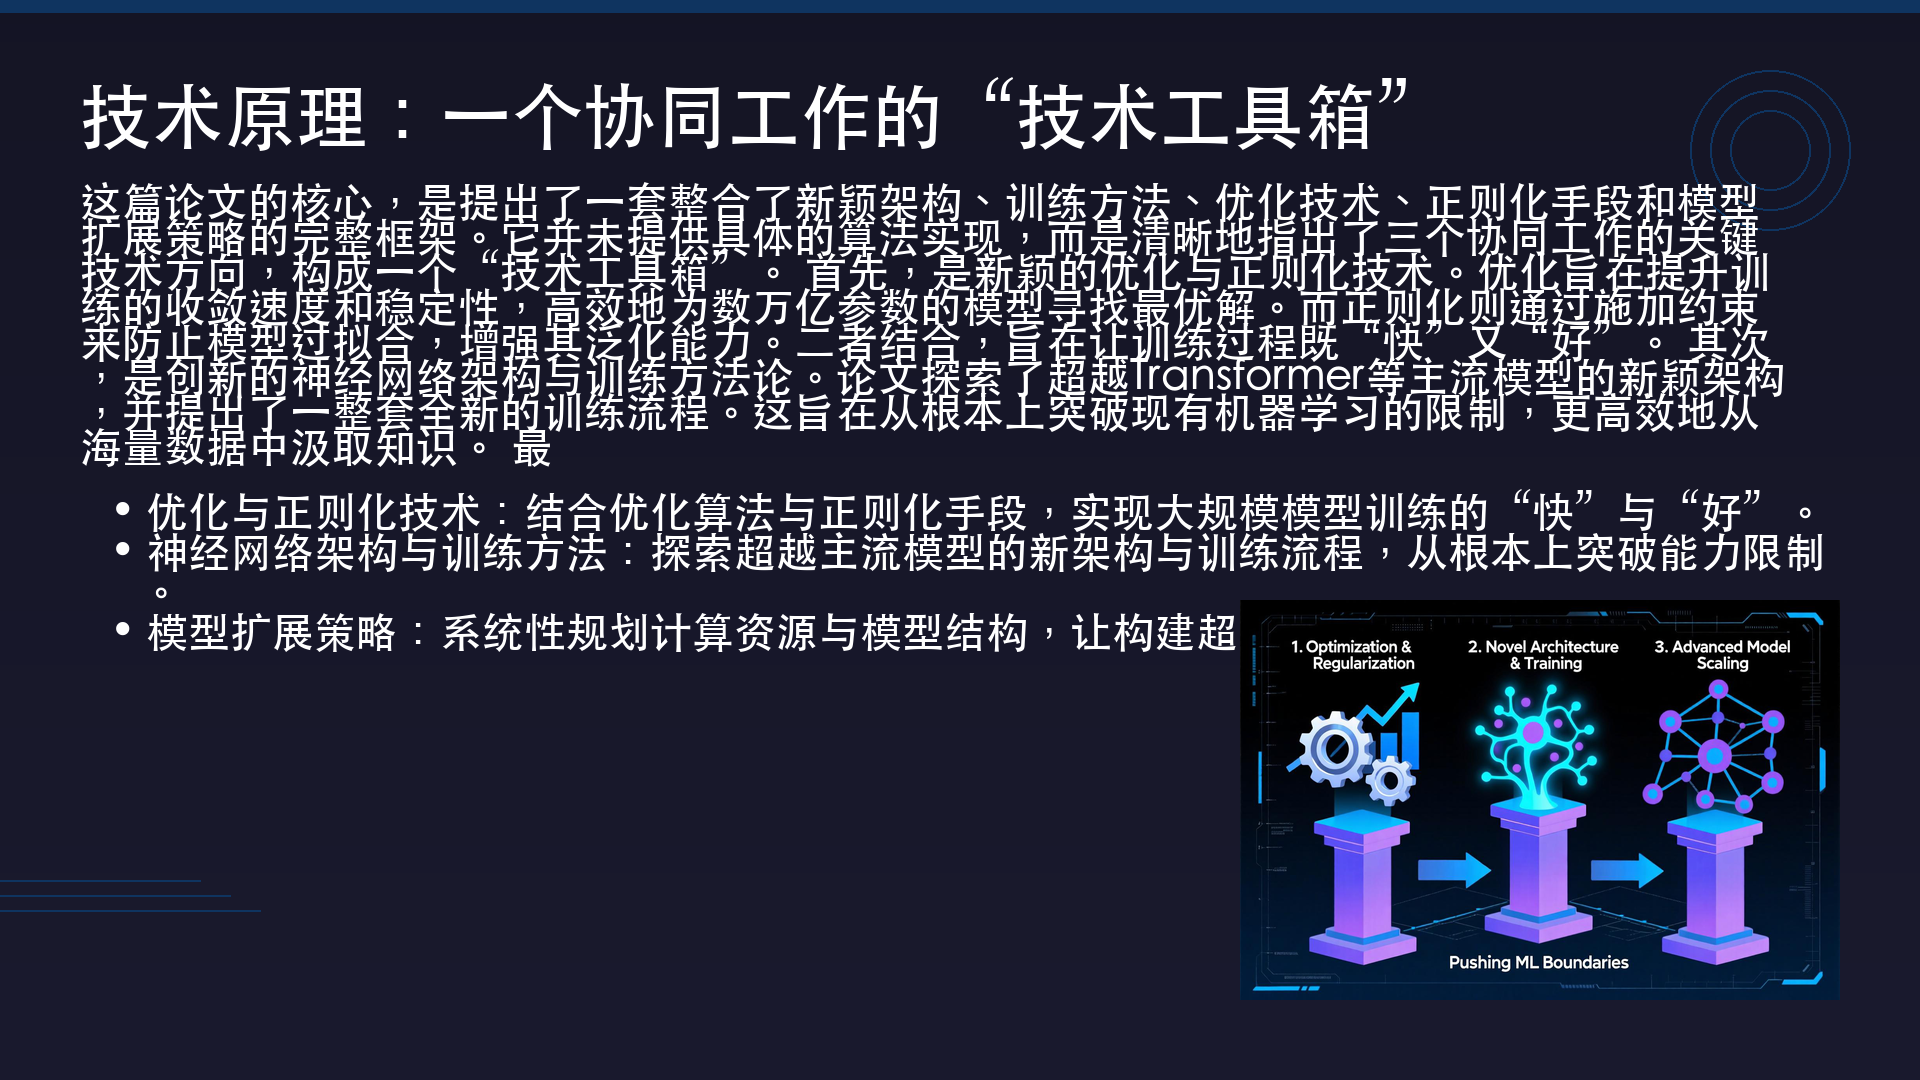 技术原理：一个协同工作的“技术工具箱”
这篇论文的核心，是提出了一套整合了新颖架构、训练方法、优化技术、正则化手段和模型
扩展策略的完整框架。它并未提供具体的算法实现，而是清晰地指出了三个协同工作的关键
技术方向，构成一个“技术工具箱”。 首先，是新颖的优化与正则化技术。优化旨在提升训
练的收敛速度和稳定性，高效地为数万亿参数的模型寻找最优解。而正则化则通过施加约束
来防止模型过拟合，增强其泛化能力。二者结合，旨在让训练过程既“快”又“好”。 其次
，是创新的神经网络架构与训练方法论。论文探索了超越Transformer等主流模型的新颖架构
，并提出了一整套全新的训练流程。这旨在从根本上突破现有机器学习的限制，更高效地从
海量数据中汲取知识。 最
• 优化与正则化技术：结合优化算法与正则化手段，实现大规模模型训练的“快”与“好”。
• 神经网络架构与训练方法：探索超越主流模型的新架构与训练流程，从根本上突破能力限制
。
• 模型扩展策略：系统性规划计算资源与模型结构，让构建超
1. Optimization &
Regularization
2. Novel Architecture
& Training
3. Advanced Model
Scaling
Pushing ML Boundaries